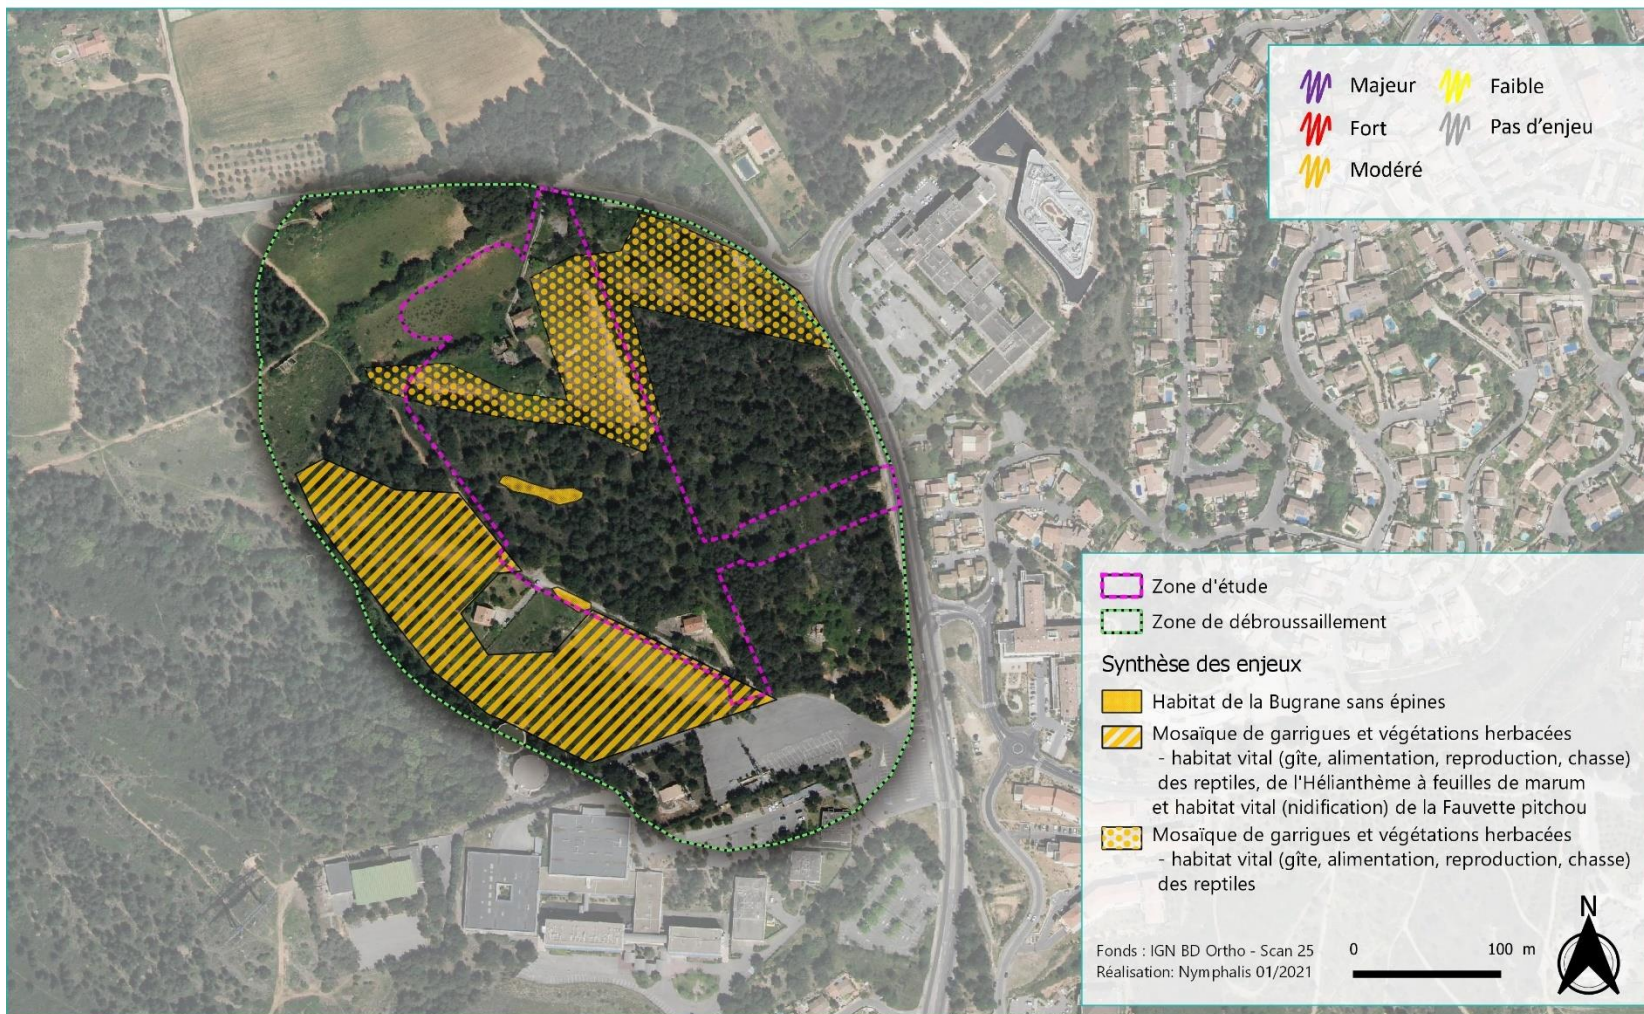 Majeur
Faible
Fort
Pas d'enjeu
Modéré
Zone d'étude
Zone de débroussaillement
Synthèse des enjeux
Habitat de la Bugrane sans épines
Mosaïque de garrigues et végétations herbacées
- habitat vital (gîte, alimentation, reproduction, chasse)
des reptiles, de l'Hélianthème à feuilles de marum
et habitat vital (nidification) de la Fauvette pitchou
Mosaïque de garrigues et végétations herbacées
- habitat vital (gîte, alimentation, reproduction, chasse)
des reptiles
N
Fonds : IGN BD Ortho - Scan 25
Réalisation: Nymphalis 01/2021
0 100 m